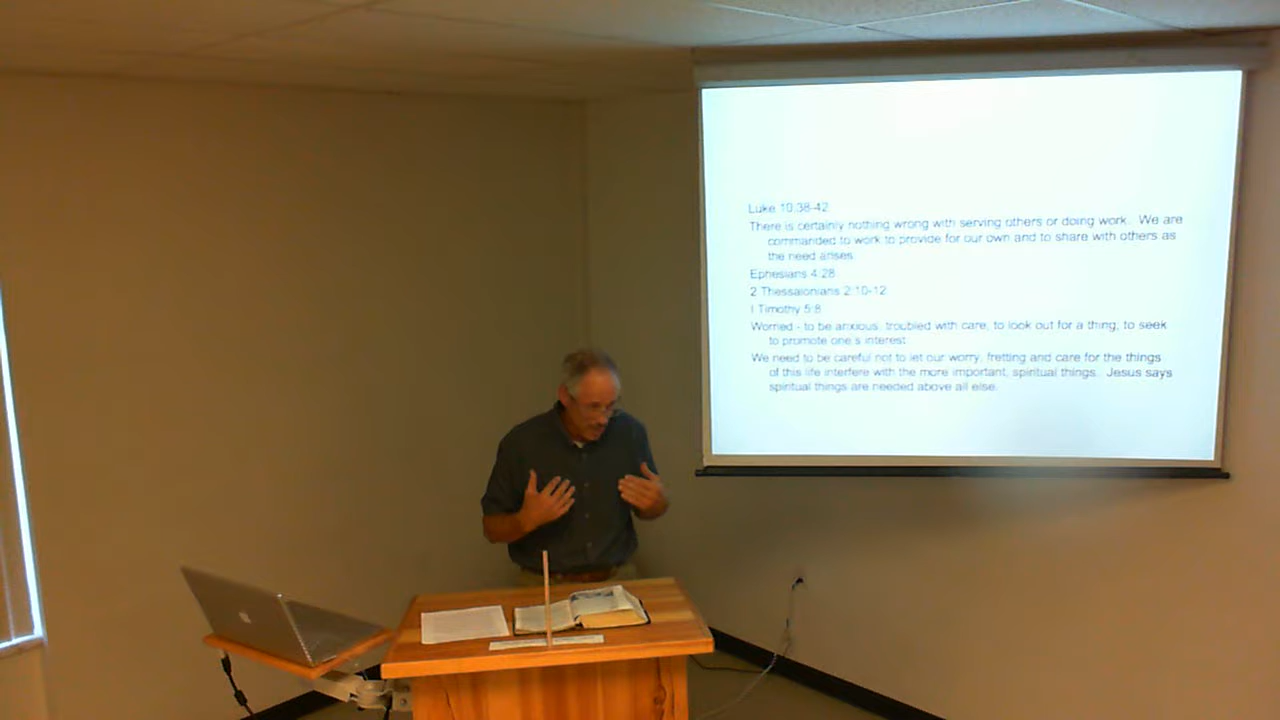 Luke 10:38-42
There is certainly nothing wrong with serving others or doing work. We are
commanded to work to provide for our own and to share with others as
the need arises.
Ephesians 4:28
2 Thessalonians 2:10-12
I Timothy 5:8
Worried - to be anxious, troubled with care, to look out for a thing, to seek
to promote one's interest
We need to be careful not to let our worry, fretting and care for the things
of this life interfere with the more important, spiritual things. Jesus says
spiritual things are needed above all else.